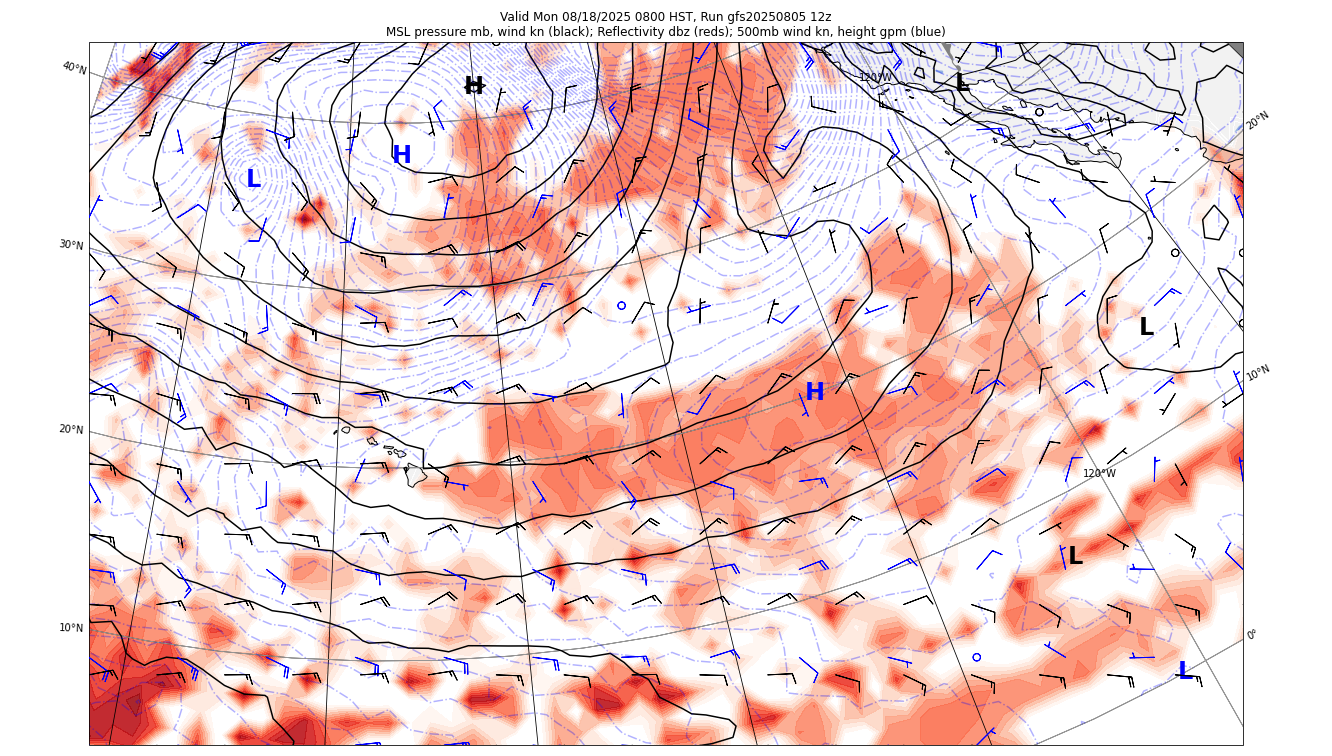 Valid Mon 08/18/2025 0800 HST, Run gfs20250805 12z
MSL pressure mb, wind kn (black); Reflectivity dbz (reds); 500mb wind kn, height gpm (blue)
40°N
120°W
H
L
20°N
H
L
30°N
L
10°N
H
20°N
120°W
L
10°N
0°
L